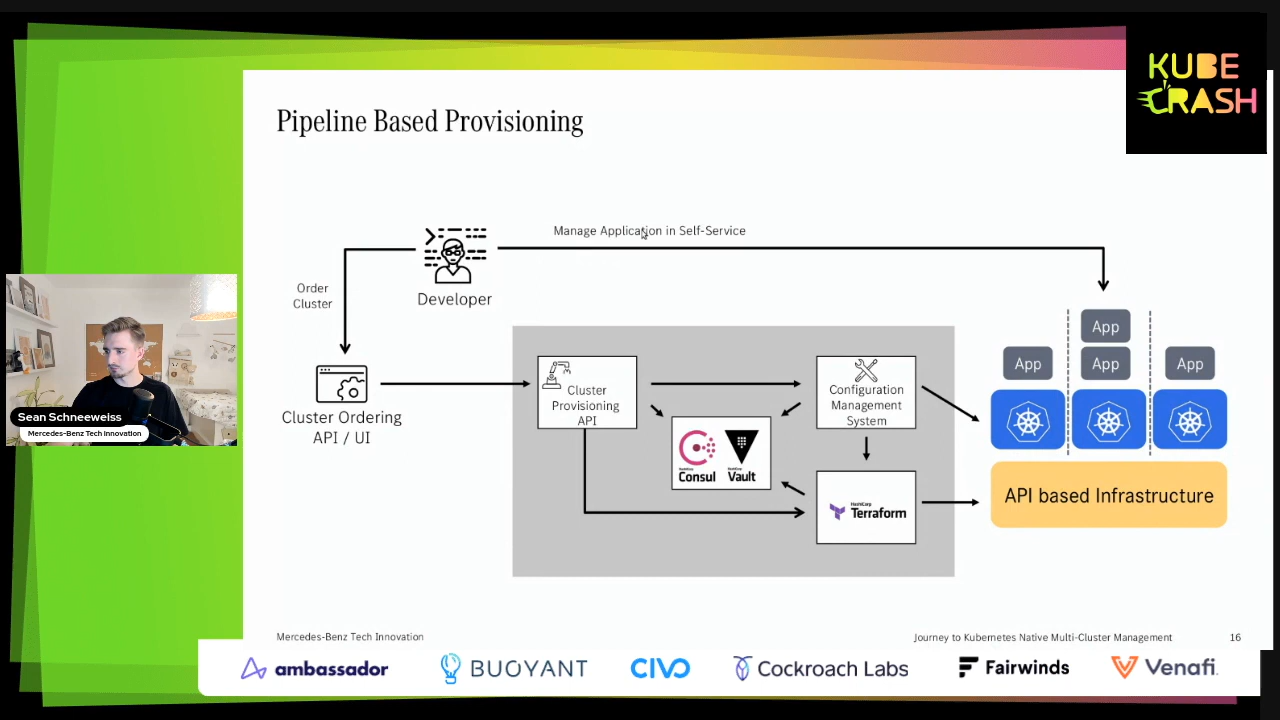 KUBE
CRASH
Pipeline Based Provisioning
Manage Application in Self-Service
Order
Cluster
Developer
Cluster Ordering
API / UI
Cluster
Provisioning
API
Configuration
Management
System
HashiCorp
Consul
HashiCorp
Vault
HashiCorp
Terraform
App
App
App
App
API based Infrastructure
Sean Schneeweiss
Mercedes-Benz Tech Innovation
Mercedes-Benz Tech Innovation
Journey to Kubernetes Native Multi-Cluster Management
16
ambassador
BUOYANT
CIVO
Cockroach Labs
Fairwinds
Venafi